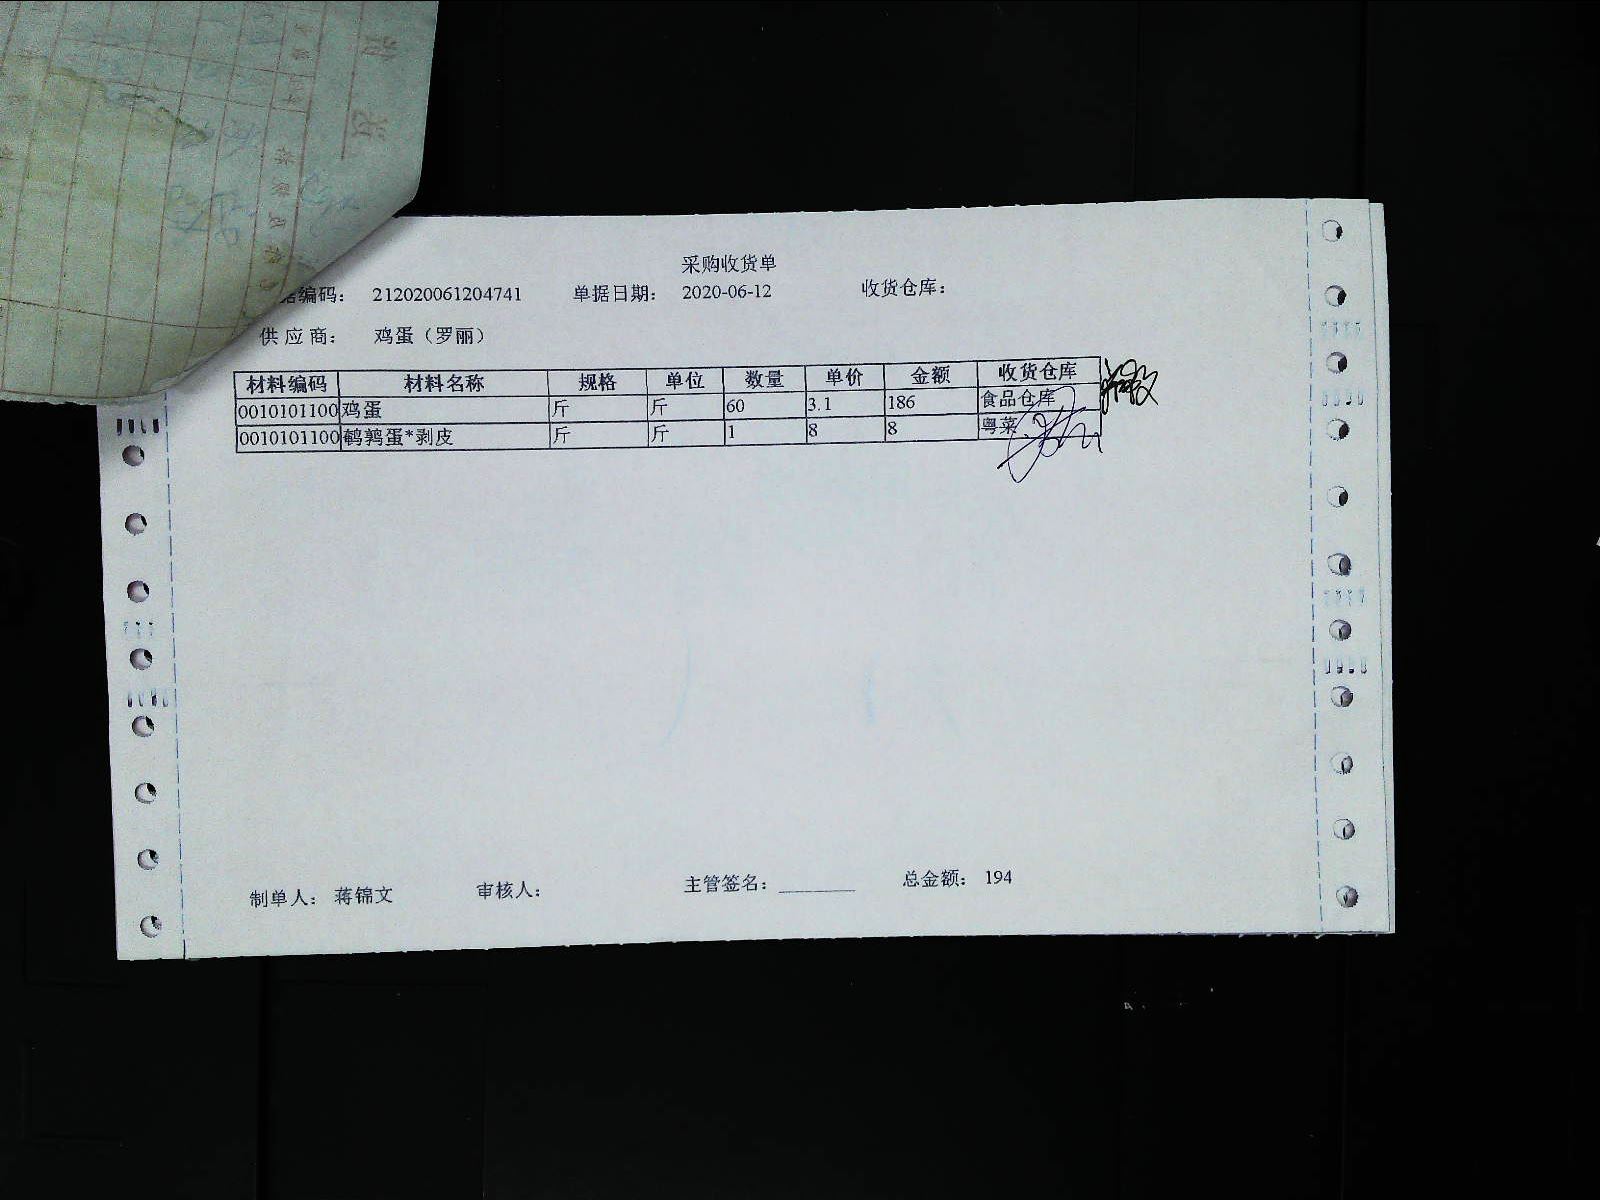 采购收货单
据编码： 212020061204741 单据日期： 2020-06-12 收货仓库：
供应商： 鸡蛋（罗丽）
材料编码 材料名称 规格 单位 数量 单价 金额 收货仓库
0010101100 鸡蛋 斤 斤 60 3.1 186 食品仓库
0010101100 鹌鹑蛋*剥皮 斤 斤 1 8 8 粤菜
制单人： 蒋锦文 审核人： 主管签名： 总金额： 194